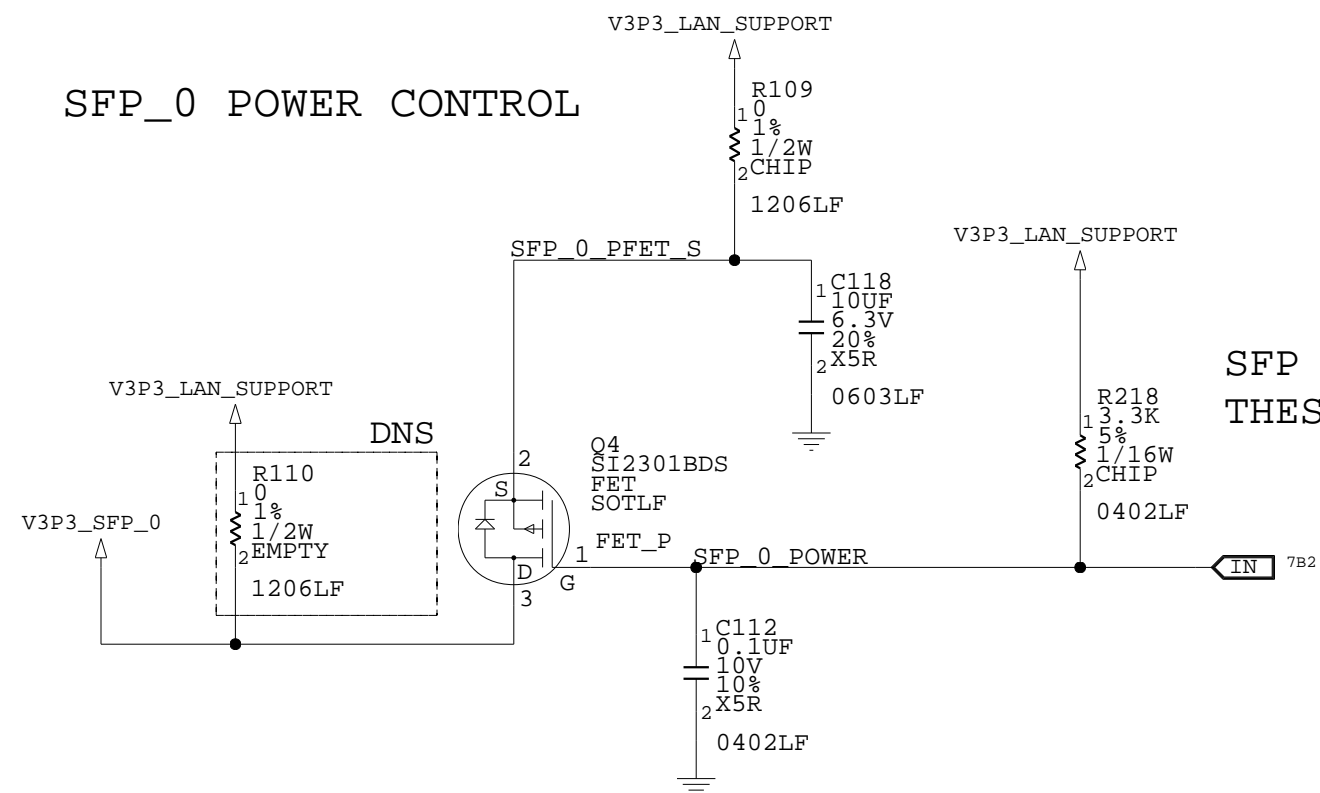 V3P3_LAN_SUPPORT
SFP_0 POWER CONTROL
R109
1 0
1%
1/2W
2 CHIP
1206LF
V3P3_LAN_SUPPORT
SFP_0_PFET_S
1 C118
10UF
6.3V
20%
2 X5R
0603LF
SFP
THES
V3P3_LAN_SUPPORT
DNS
R110
1 0
1%
1/2W
2 EMPTY
1206LF
V3P3_SFP_0
2
S
D
3
Q4
SI2301BDS
FET
SOTLF
FET_P
1
G
SFP_0_POWER
R218
1 3.3K
5%
1/16W
2 CHIP
0402LF
IN 7B2
1 C112
0.1UF
10V
10%
2 X5R
0402LF